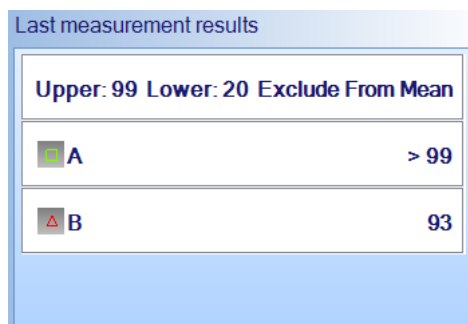 Last measurement results
Upper: 99 Lower: 20 Exclude From Mean
A > 99
B 93